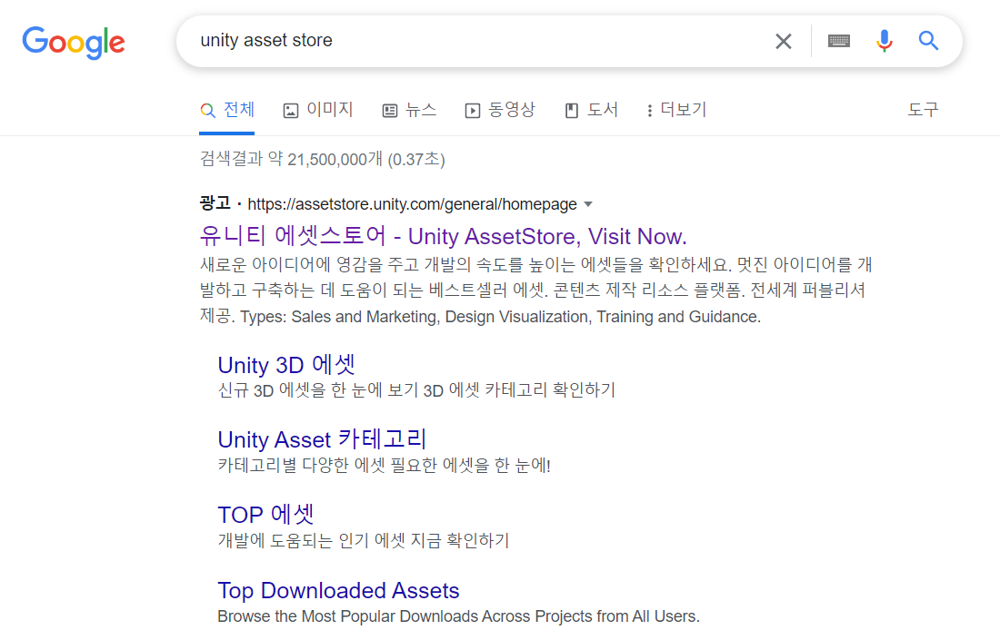 Google
unity asset store
전체 이미지 뉴스 동영상 도서 더보기 도구
검색결과 약 21,500,000개 (0.37초)
광고 · https://assetstore.unity.com/general/homepage
유니티 에셋스토어 - Unity AssetStore, Visit Now.
새로운 아이디어에 영감을 주고 개발의 속도를 높이는 에셋들을 확인하세요. 멋진 아이디어를 개
발하고 구축하는 데 도움이 되는 베스트셀러 에셋. 콘텐츠 제작 리소스 플랫폼. 전세계 퍼블리셔
제공. Types: Sales and Marketing, Design Visualization, Training and Guidance.
Unity 3D 에셋
신규 3D 에셋을 한 눈에 보기 3D 에셋 카테고리 확인하기
Unity Asset 카테고리
카테고리별 다양한 에셋 필요한 에셋을 한 눈에!
TOP 에셋
개발에 도움되는 인기 에셋 지금 확인하기
Top Downloaded Assets
Browse the Most Popular Downloads Across Projects from All Users.